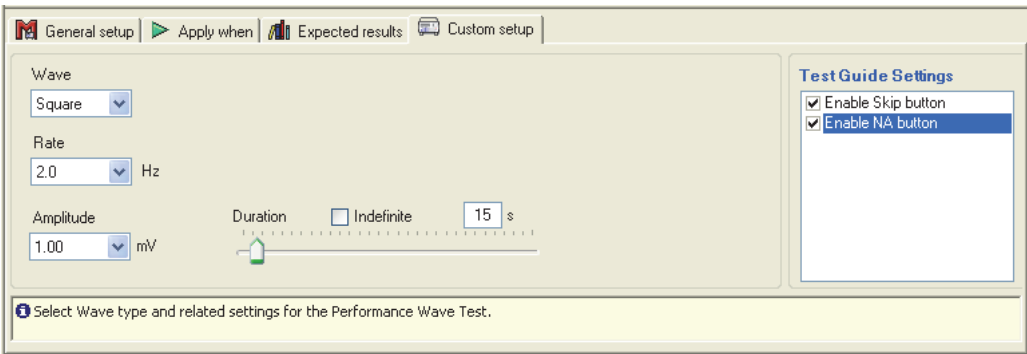 General setup Apply when Expected results Custom setup
Wave
Square
Rate
2.0 Hz
Amplitude
1.00 mV
Duration Indefinite 15 s
Test Guide Settings
Enable Skip button
Enable NA button
Select Wave type and related settings for the Performance Wave Test.